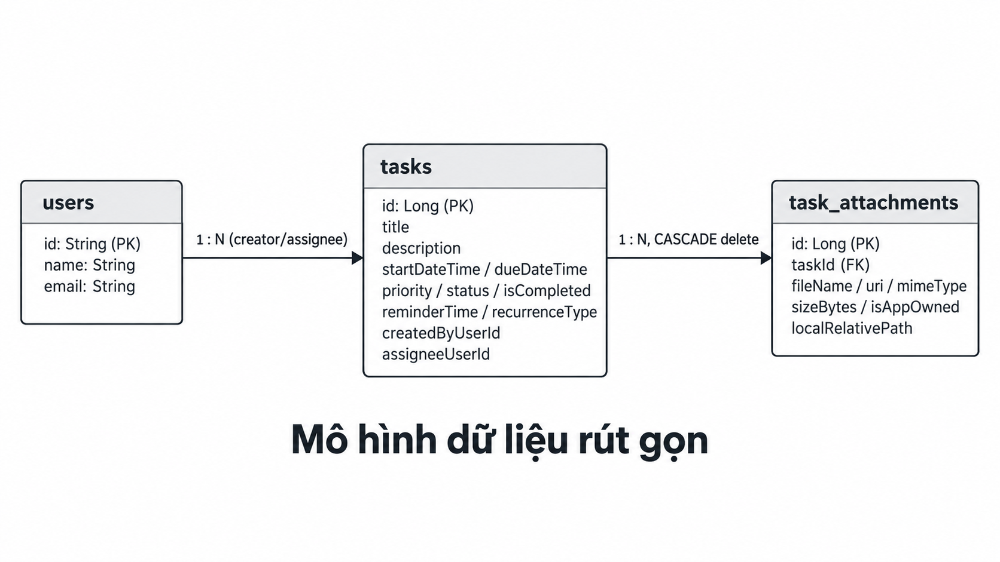 users
id: String (PK)
name: String
email: String
1 : N (creator/assignee)
tasks
id: Long (PK)
title
description
startDateTime / dueDateTime
priority / status / isCompleted
reminderTime / recurrenceType
createdByUserId
assigneeUserId
1 : N, CASCADE delete
task_attachments
id: Long (PK)
taskId (FK)
fileName / uri / mimeType
sizeBytes / isAppOwned
localRelativePath
Mô hình dữ liệu rút gọn